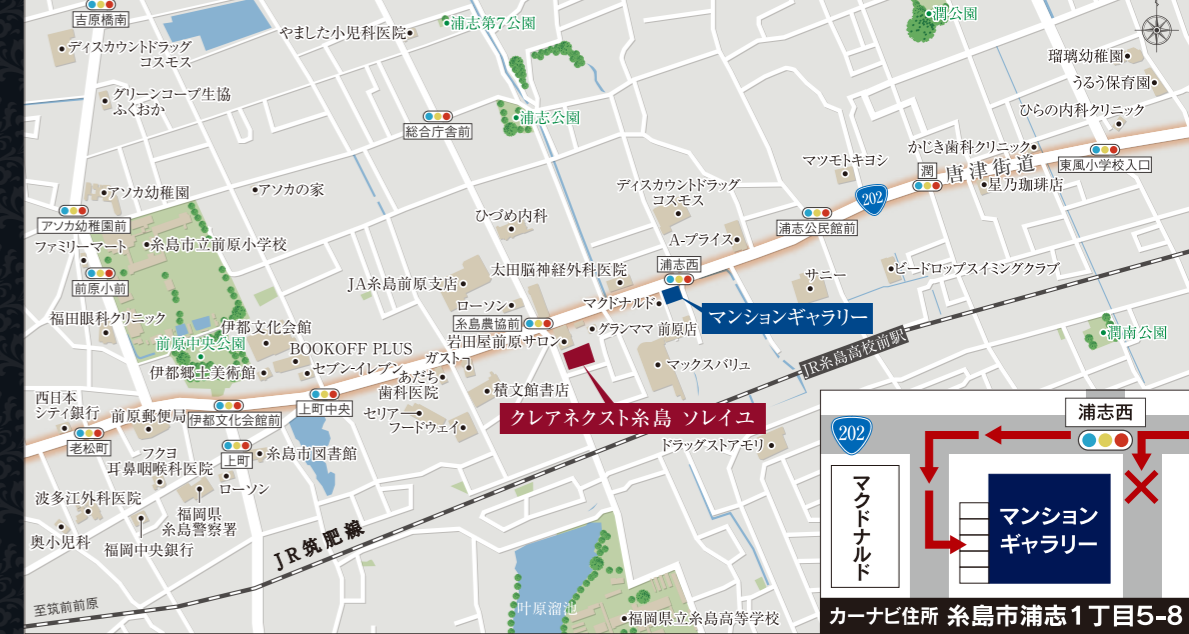 吉原橋南
ディスカウントドラッグ
コスモス
やました小児科医院
浦志第7公園
潤公園
瑠璃幼稚園
うるう保育園
ひらの内科クリニック
グリーンコープ生協
ふくおか
総合庁舎前
浦志公園
かじき歯科クリニック
東風小学校入口
マツモトキヨシ
潤
唐津街道
星乃珈琲店
202
アソカ幼稚園
アソカの家
ディスカウントドラッグ
コスモス
アソカ幼稚園前
ひづめ内科
浦志公民館前
ファミリーマート
糸島市立前原小学校
A-プライス
浦志西
太田脳神経外科医院
サニー
ビードロップスイミングクラブ
前原小前
JA糸島前原支店
ローソン
マクドナルド
マンションギャラリー
福田眼科クリニック
伊都文化会館
糸島農協前
グランママ 前原店
前原中央公園
岩田屋前原サロン
潤南公園
BOOKOFF PLUS
ガスト
JR糸島高校前駅
伊都郷土美術館
セブン-イレブン
マックスバリュ
あだち
歯科医院
積文館書店
西日本
シティ銀行
前原郵便局
伊都文化会館前
上町中央
セリア
フードウェイ
クレアネクスト糸島 ソレイユ
老松町
上町
糸島市図書館
ドラッグストアモリ
フクヨ
耳鼻咽喉科医院
ローソン
波多江外科医院
福岡県
糸島警察署
奥小児科
福岡中央銀行
JR筑肥線
至筑前前原
叶原溜池
福岡県立糸島高等学校
202
浦志西
マクドナルド
マンション
ギャラリー
カーナビ住所 糸島市浦志1丁目5-8